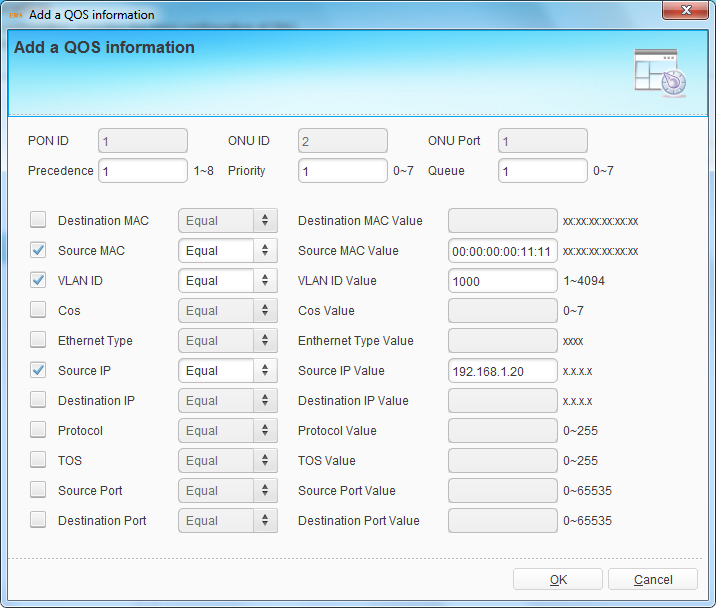 Add a QOS information
Add a QOS information
PON ID 1 ONU ID 2 ONU Port 1
Precedence 1 1~8 Priority 1 0~7 Queue 1 0~7
Destination MAC Equal Destination MAC Value xx:xx:xx:xx:xx:xx
Source MAC Equal Source MAC Value 00:00:00:00:11:11 xx:xx:xx:xx:xx:xx
VLAN ID Equal VLAN ID Value 1000 1~4094
Cos Equal Cos Value 0~7
Ethernet Type Equal Enthernet Type Value xxxx
Source IP Equal Source IP Value 192.168.1.20 x.x.x.x
Destination IP Equal Destination IP Value x.x.x.x
Protocol Equal Protocol Value 0~255
TOS Equal TOS Value 0~255
Source Port Equal Source Port Value 0~65535
Destination Port Equal Destination Port Value 0~65535
OK Cancel